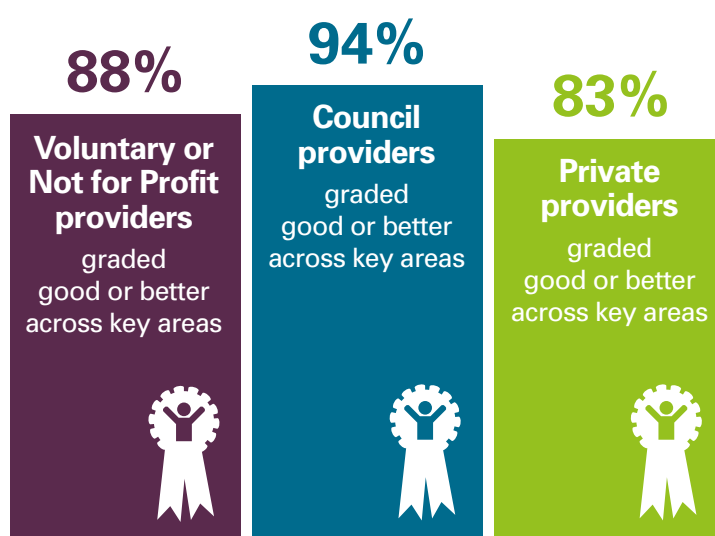 88%
Voluntary or
Not for Profit
providers
graded
good or better
across key areas
94%
Council
providers
graded
good or better
across key areas
83%
Private
providers
graded
good or better
across key areas